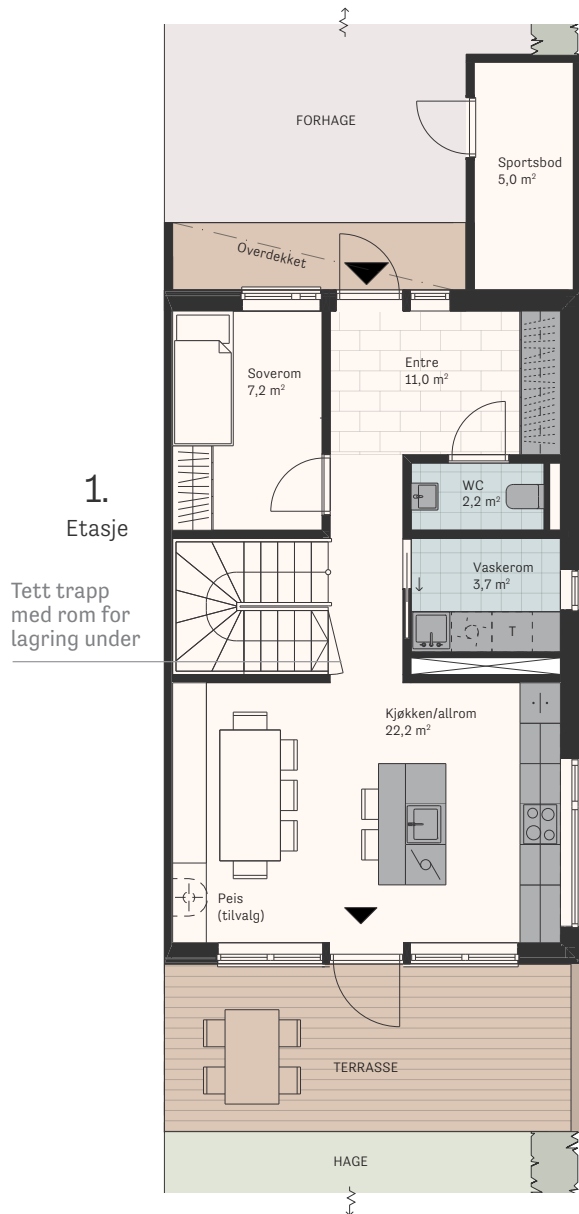 FORHAGE
Sportsbod
5,0 m²
Overdekket
Entre
11,0 m²
Soverom
7,2 m²
1.
Etasje
WC
2,2 m²
Vaskerom
3,7 m²
T
Tett trapp
med rom for
lagring under
Kjøkken/allrom
22,2 m²
Peis
(tilvalg)
TERRASSE
HAGE